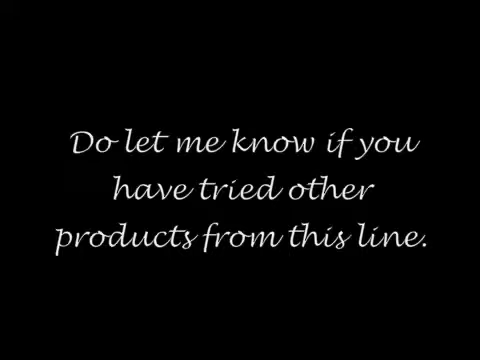 Do let me know if you
have tried other
products from this line.